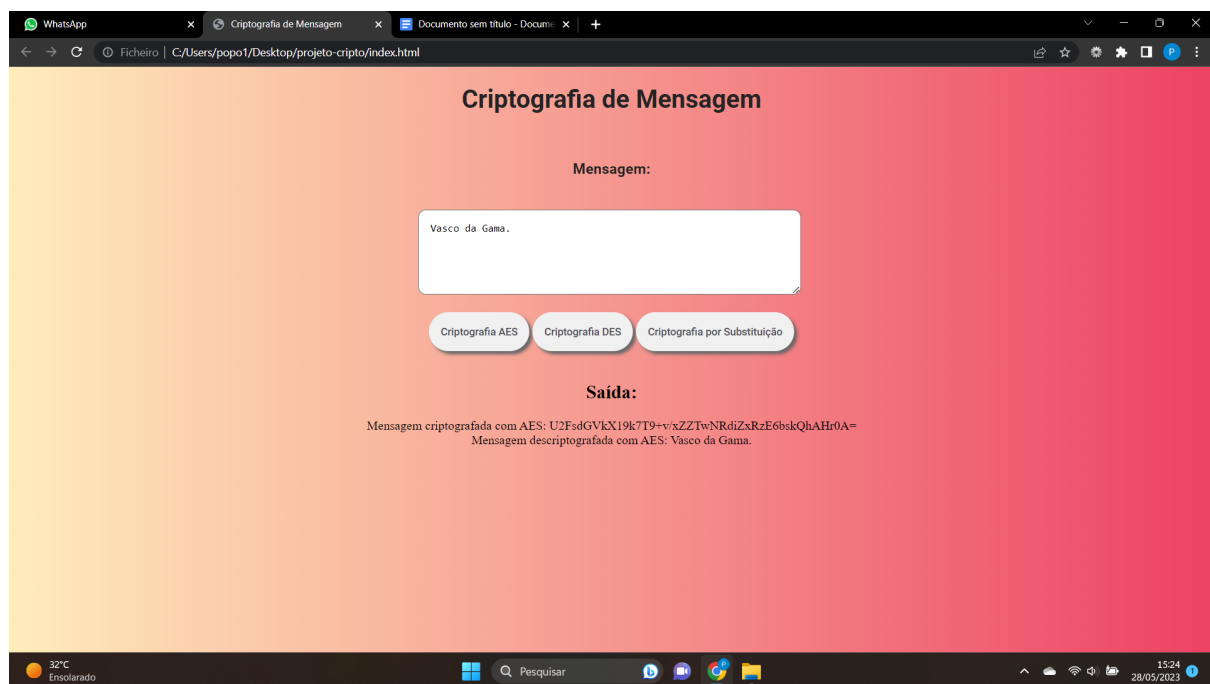 WhatsApp
Criptografia de Mensagem
Documento sem título - Docume
Ficheiro
C:/Users/popo1/Desktop/projeto-cripto/index.html
P
Criptografia de Mensagem
Mensagem:
Vasco da Gama.
Criptografia AES
Criptografia DES
Criptografia por Substituição
Saída:
Mensagem criptografada com AES: U2FsdGVkX19k7T9+v/xZZTwNRdiZxRzE6bskQhAHr0A=
Mensagem descriptografada com AES: Vasco da Gama.
32°C
Ensolarado
Pesquisar
15:24
28/05/2023
1